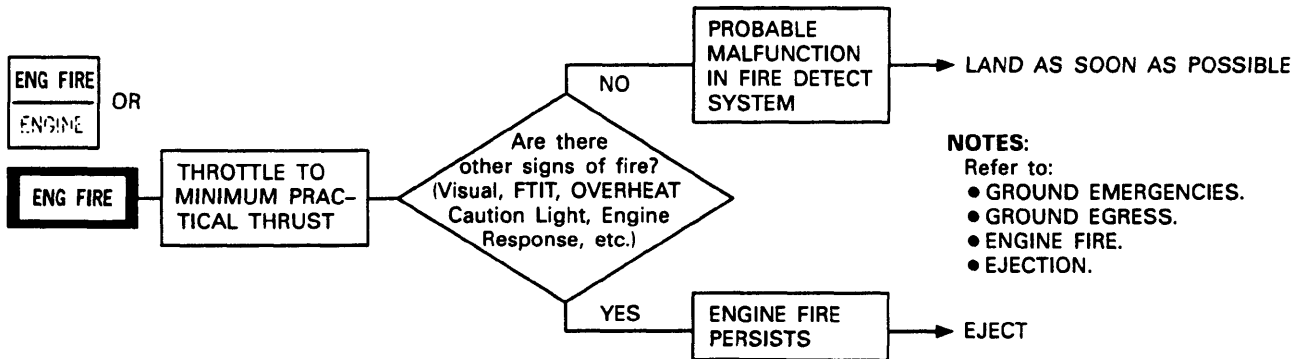 ENG FIRE
ENGINE
OR
ENG FIRE
THROTTLE TO
MINIMUM PRAC-
TICAL THRUST
Are there
other signs of fire?
(Visual, FTIT, OVERHEAT
Caution Light, Engine
Response, etc.)
NO
PROBABLE
MALFUNCTION
IN FIRE DETECT
SYSTEM
LAND AS SOON AS POSSIBLE
YES
ENGINE FIRE
PERSISTS
EJECT
NOTES:
Refer to:
● GROUND EMERGENCIES.
● GROUND EGRESS.
● ENGINE FIRE.
● EJECTION.